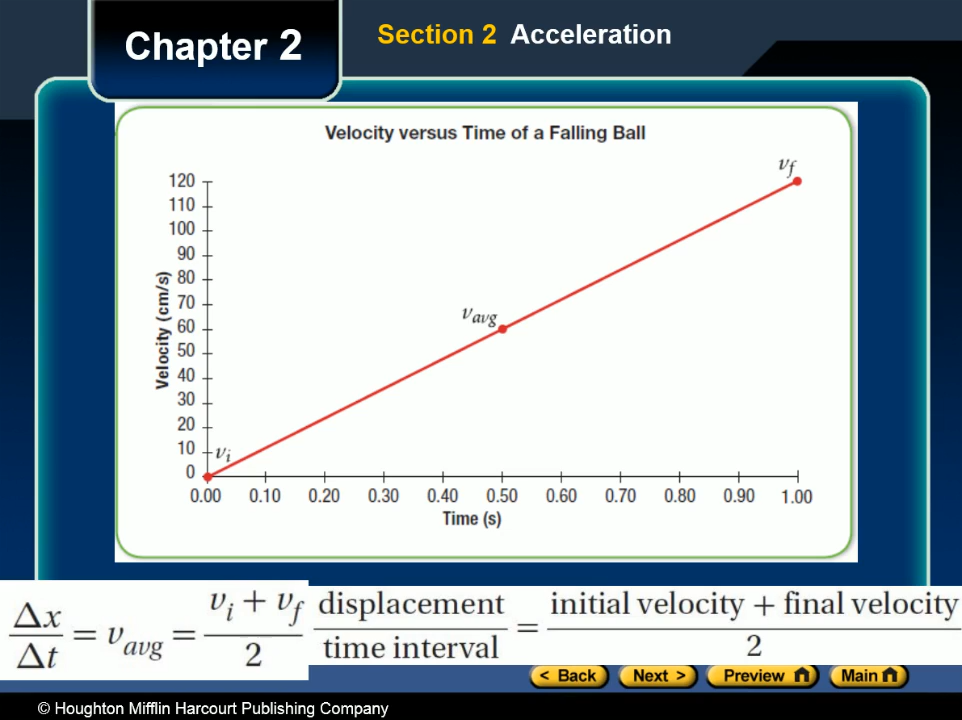 Chapter 2
Section 2 Acceleration
Velocity versus Time of a Falling Ball
Velocity (cm/s)
120
110
100
90
80
70
60
50
40
30
20
10
0
vi
vavg
vf
0.00 0.10 0.20 0.30 0.40 0.50 0.60 0.70 0.80 0.90 1.00
Time (s)
Δx/Δt = vavg = (vi + vf)/2
displacement/time interval = (initial velocity + final velocity)/2
< Back Next > Preview Main
© Houghton Mifflin Harcourt Publishing Company